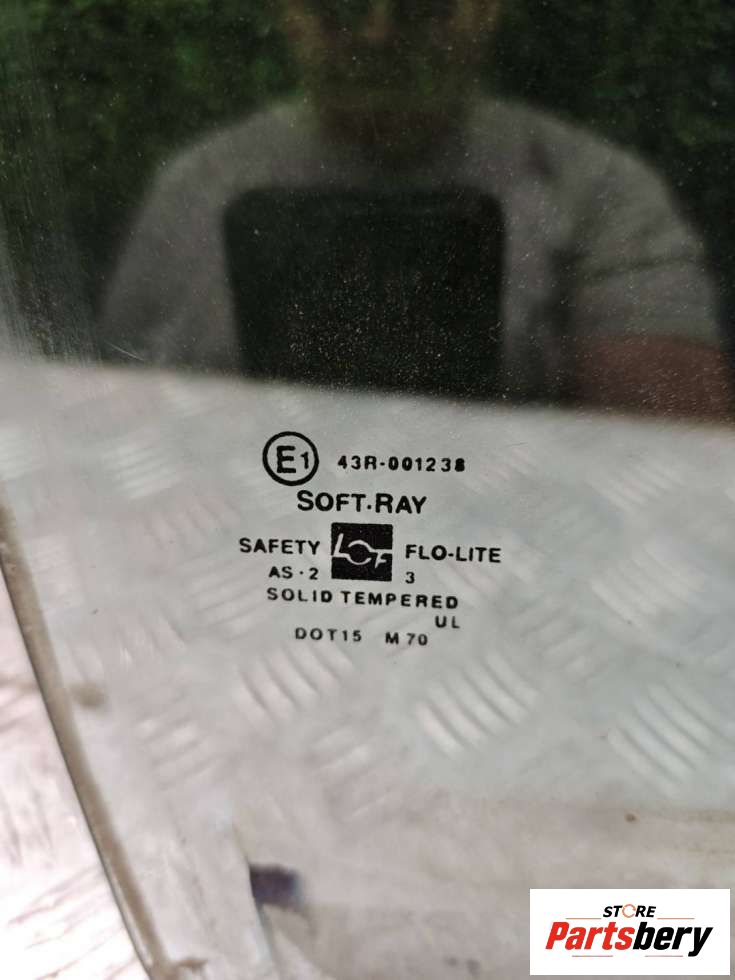 E1 43R-001238
SOFT·RAY
SAFETY LOF FLO-LITE
AS·2 3
SOLID TEMPERED
UL
DOT15 M70
STORE
Partsbery